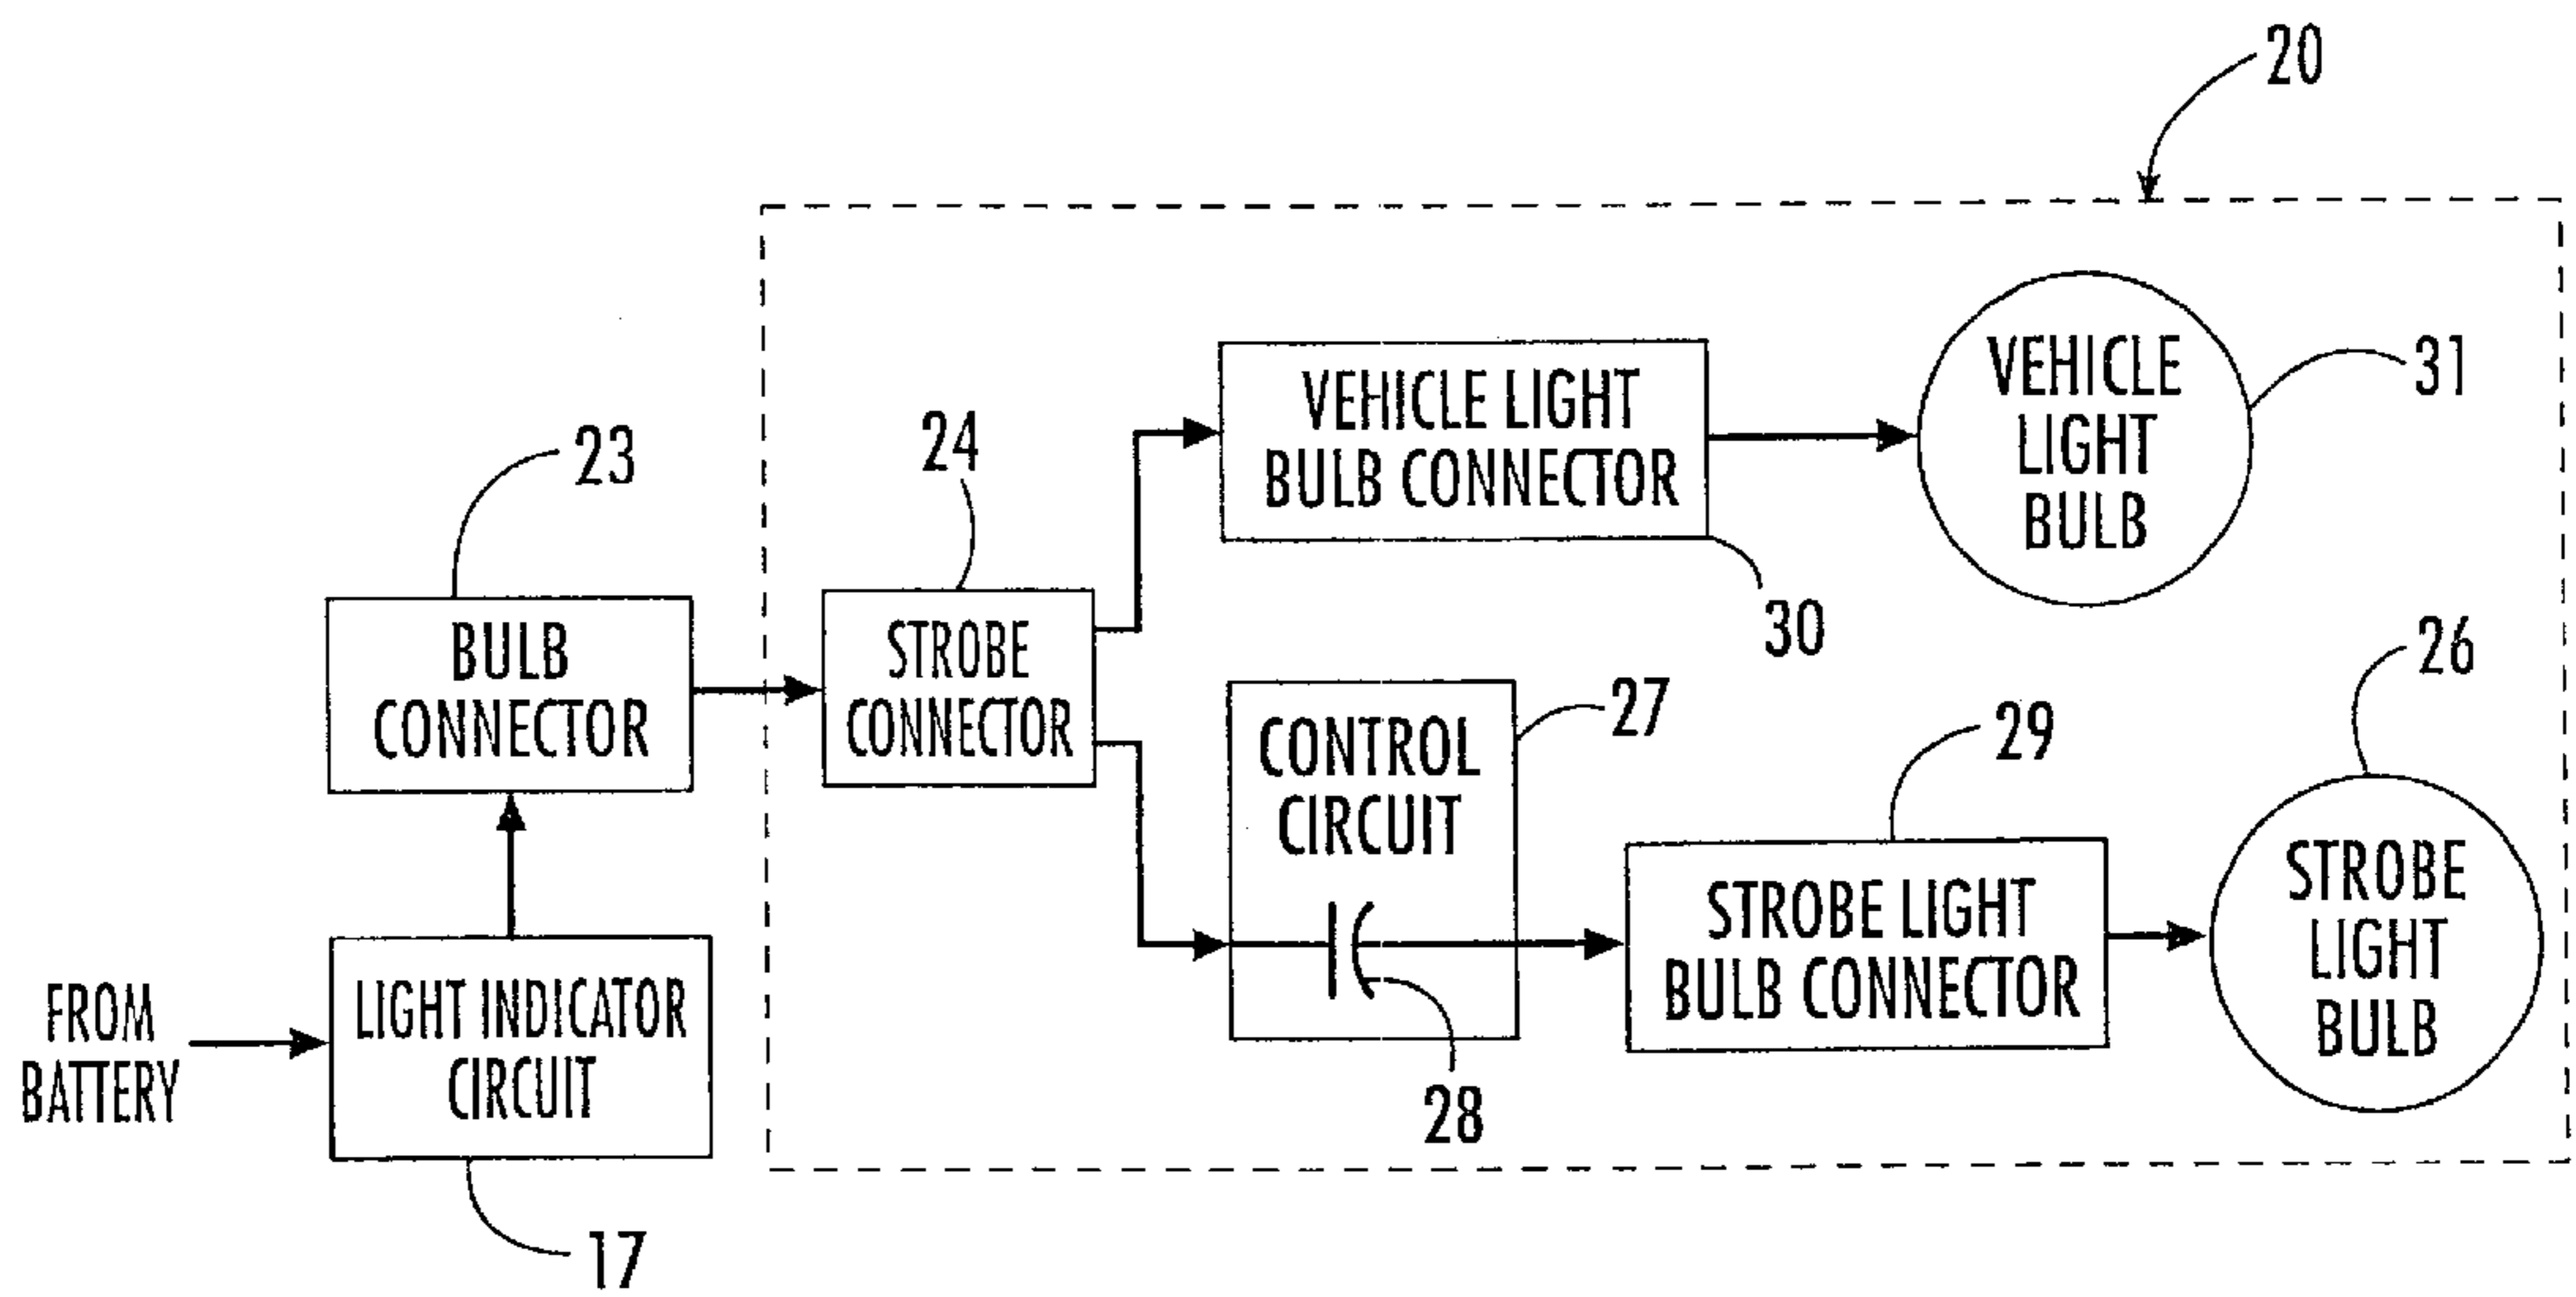 20
VEHICLE LIGHT
BULB CONNECTOR
30
VEHICLE
LIGHT
BULB
31
23
BULB
CONNECTOR
24
STROBE
CONNECTOR
CONTROL
CIRCUIT
27
28
29
STROBE LIGHT
BULB CONNECTOR
26
STROBE
LIGHT
BULB
FROM
BATTERY
LIGHT INDICATOR
CIRCUIT
17